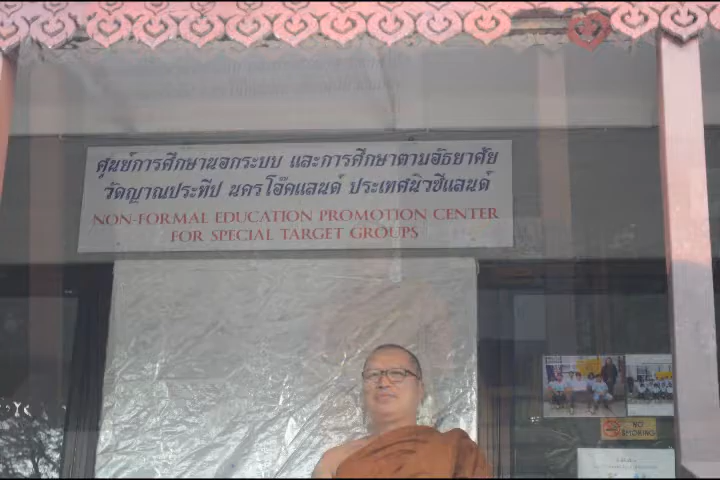 ศูนย์การศึกษานอกระบบ และการศึกษาตามอัธยาศัย
วัดญาณประทีป นครโอ๊คแลนด์ ประเทศนิวซีแลนด์
NON-FORMAL EDUCATION PROMOTION CENTER
FOR SPECIAL TARGET GROUPS
NO
SMOKING